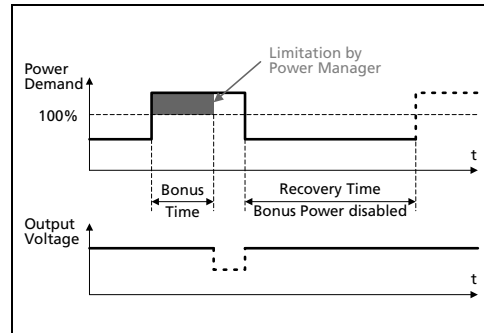 Limitation by
Power Manager
Power
Demand
100%
t
Bonus
Time
Recovery Time
Bonus Power disabled
Output
Voltage
t